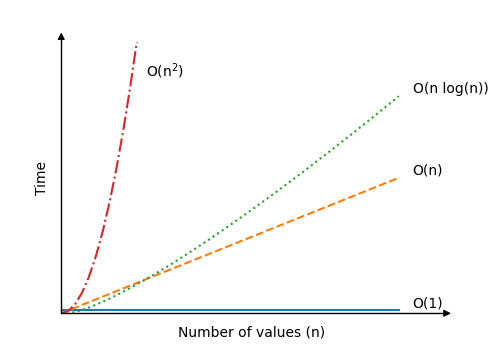 O(n²)
O(n log(n))
O(n)
O(1)
Time
Number of values (n)